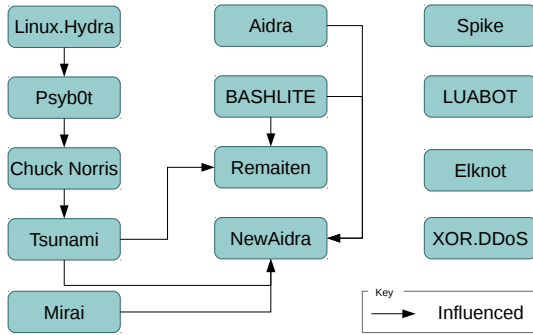 Linux.Hydra
Aidra
Spike
Psyb0t
BASHLITE
LUABOT
Chuck Norris
Remaiten
Elknot
Tsunami
NewAidra
XOR.DDoS
Mirai
Key
Influenced